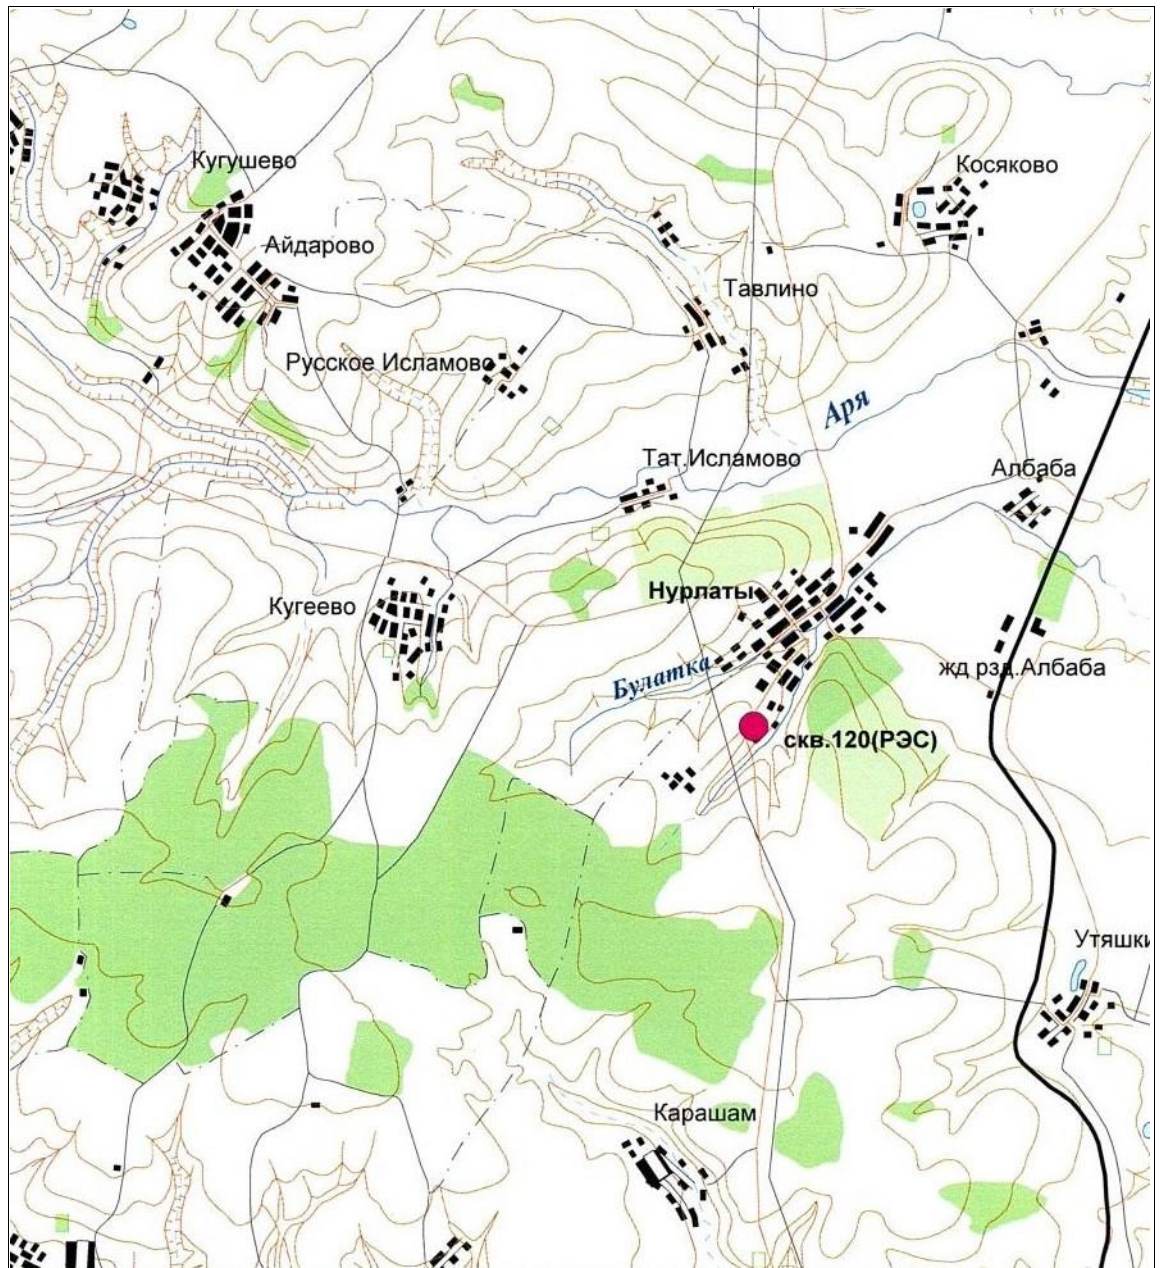 Кугушево
Косяково
Айдарово
Тавлино
Русское Исламово
Аря
Тат.Исламово
Албаба
Нурлаты
Кугеево
жд рзд.Албаба
Булатка
скв.120(РЭС)
Утяшки
Карашам